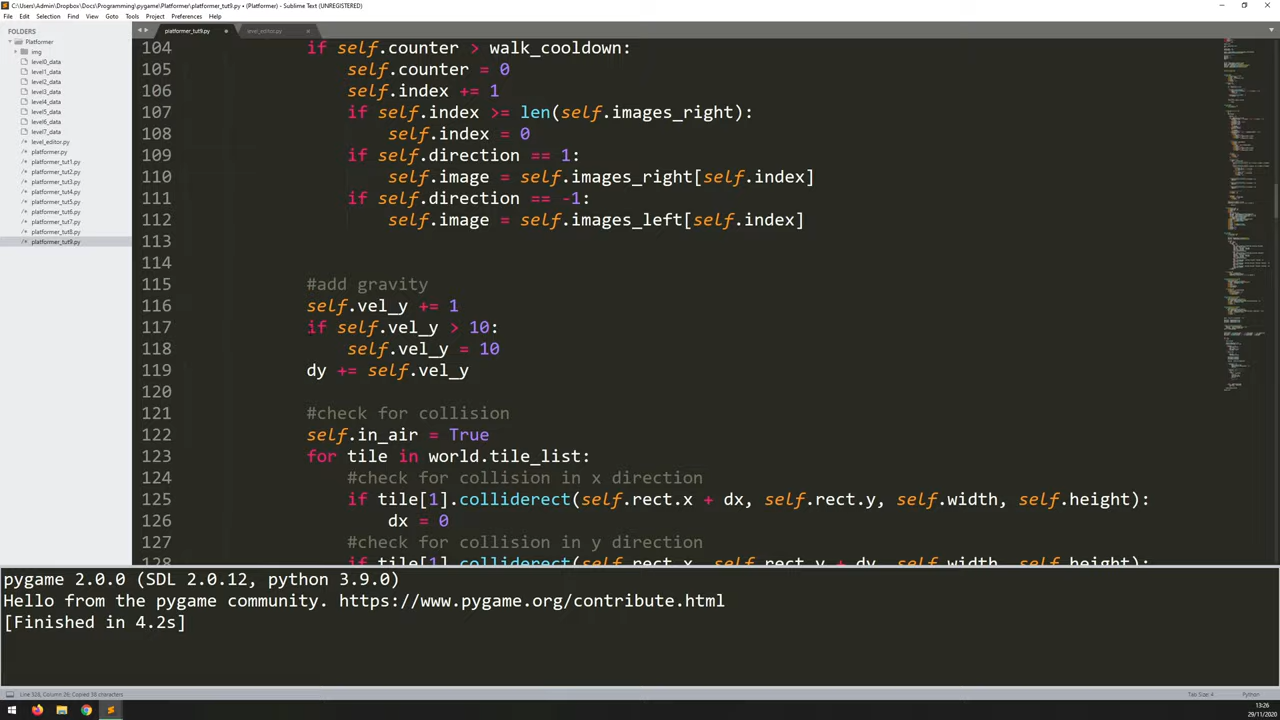 C:\Users\Admin\Dropbox\Docs\Programming\pygame\Platformer\platformer_tut9.py • (Platformer) - Sublime Text (UNREGISTERED)
File Edit Selection Find View Goto Tools Project Preferences Help
FOLDERS
Platformer
img
level0_data
level1_data
level2_data
level3_data
level4_data
level5_data
level6_data
level7_data
level_editor.py
platformer.py
platformer_tut1.py
platformer_tut2.py
platformer_tut3.py
platformer_tut4.py
platformer_tut5.py
platformer_tut6.py
platformer_tut7.py
platformer_tut8.py
platformer_tut9.py
platformer_tut9.py level_editor.py
104 if self.counter > walk_cooldown:
105 self.counter = 0
106 self.index += 1
107 if self.index >= len(self.images_right):
108 self.index = 0
109 if self.direction == 1:
110 self.image = self.images_right[self.index]
111 if self.direction == -1:
112 self.image = self.images_left[self.index]
113
114
115 #add gravity
116 self.vel_y += 1
117 if self.vel_y > 10:
118 self.vel_y = 10
119 dy += self.vel_y
120
121 #check for collision
122 self.in_air = True
123 for tile in world.tile_list:
124 #check for collision in x direction
125 if tile[1].colliderect(self.rect.x + dx, self.rect.y, self.width, self.height):
126 dx = 0
127 #check for collision in y direction
128 if tile[1].colliderect(self.rect.x, self.rect.y + dy, self.width, self.height):
pygame 2.0.0 (SDL 2.0.12, python 3.9.0)
Hello from the pygame community. https://www.pygame.org/contribute.html
[Finished in 4.2s]
Line 328, Column 26; Copied 38 characters
Tab Size: 4 Python
13:26
29/11/2020